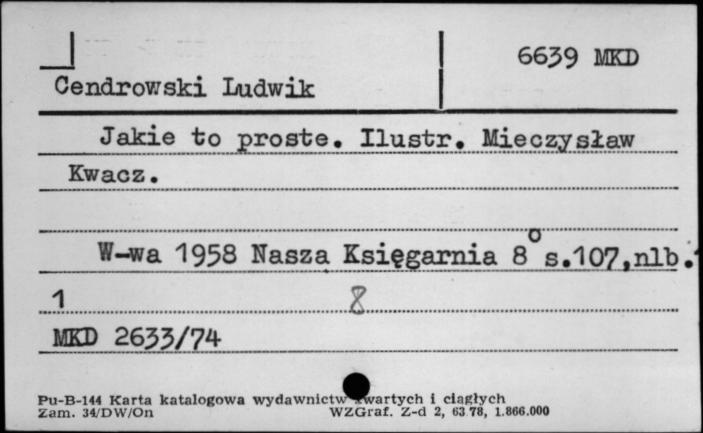 6639 MKD
Cendrowski Ludwik
Jakie to proste. Ilustr. Mieczysław
Kwacz.
W-wa 1958 Nasza Księgarnia 8° s.107,nlb.
1
8
MKD 2633/74
Pu-B-144 Karta katalogowa wydawnictw zwartych i ciągłych
Zam. 34/DW/On WZGraf. Z-d 2, 63 78, 1.866.000